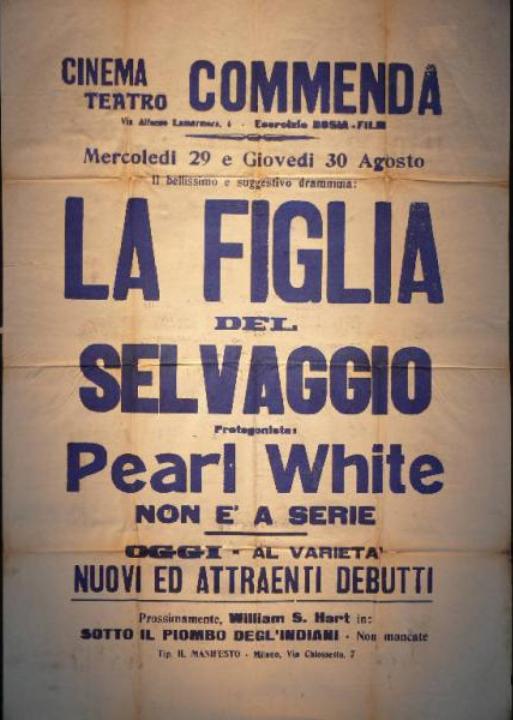 CINEMA
TEATRO
COMMENDA
Via Alfonso Lamarmora, 6 - Esercizio BOSIA-FILM
Mercoledì 29 e Giovedì 30 Agosto
Il bellissimo e suggestivo dramma:
LA FIGLIA
DEL
SELVAGGIO
Protagonista:
Pearl White
NON E' A SERIE
OGGI - AL VARIETA'
NUOVI ED ATTRAENTI DEBUTTI
Prossimamente, William S. Hart in:
SOTTO IL PIOMBO DEGL'INDIANI - Non mancate
Tip. IL MANIFESTO - Milano, Via Chiossetto, 7